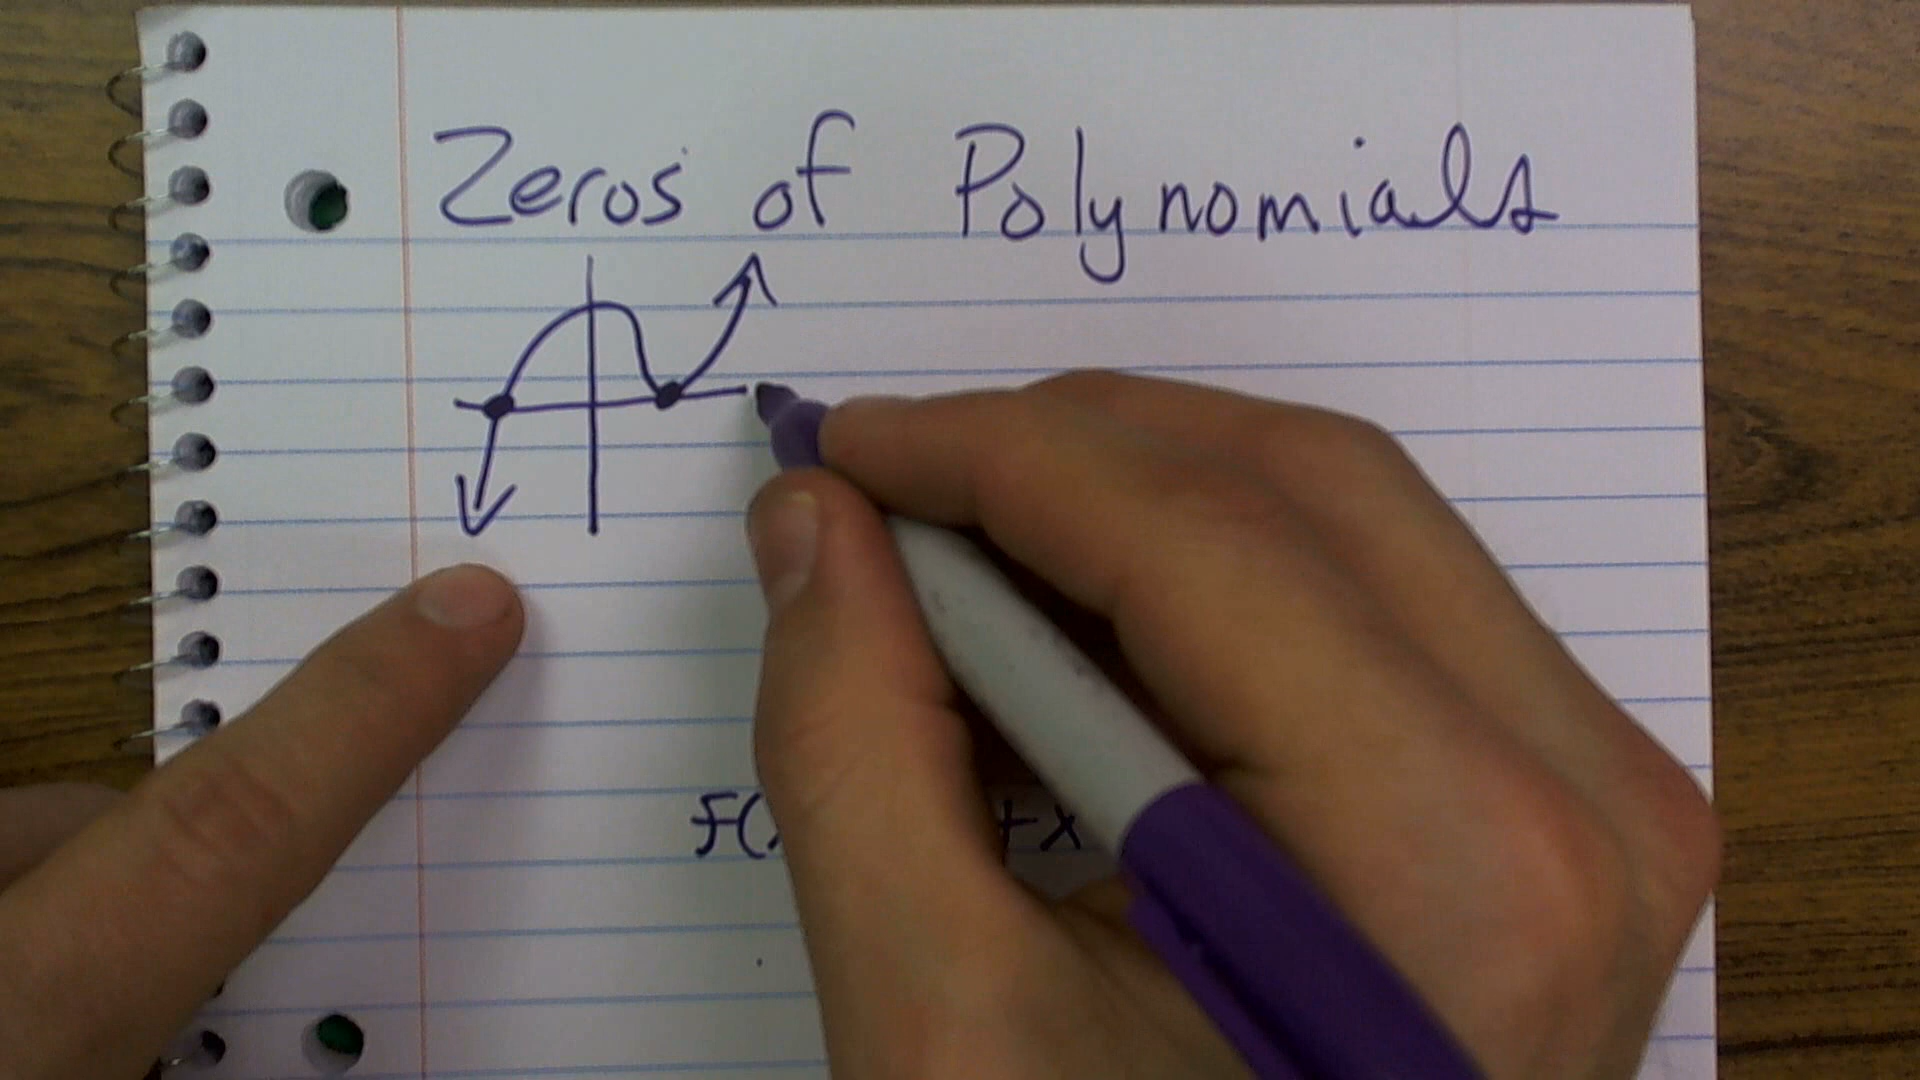 Zeros of Polynomials
f( +x